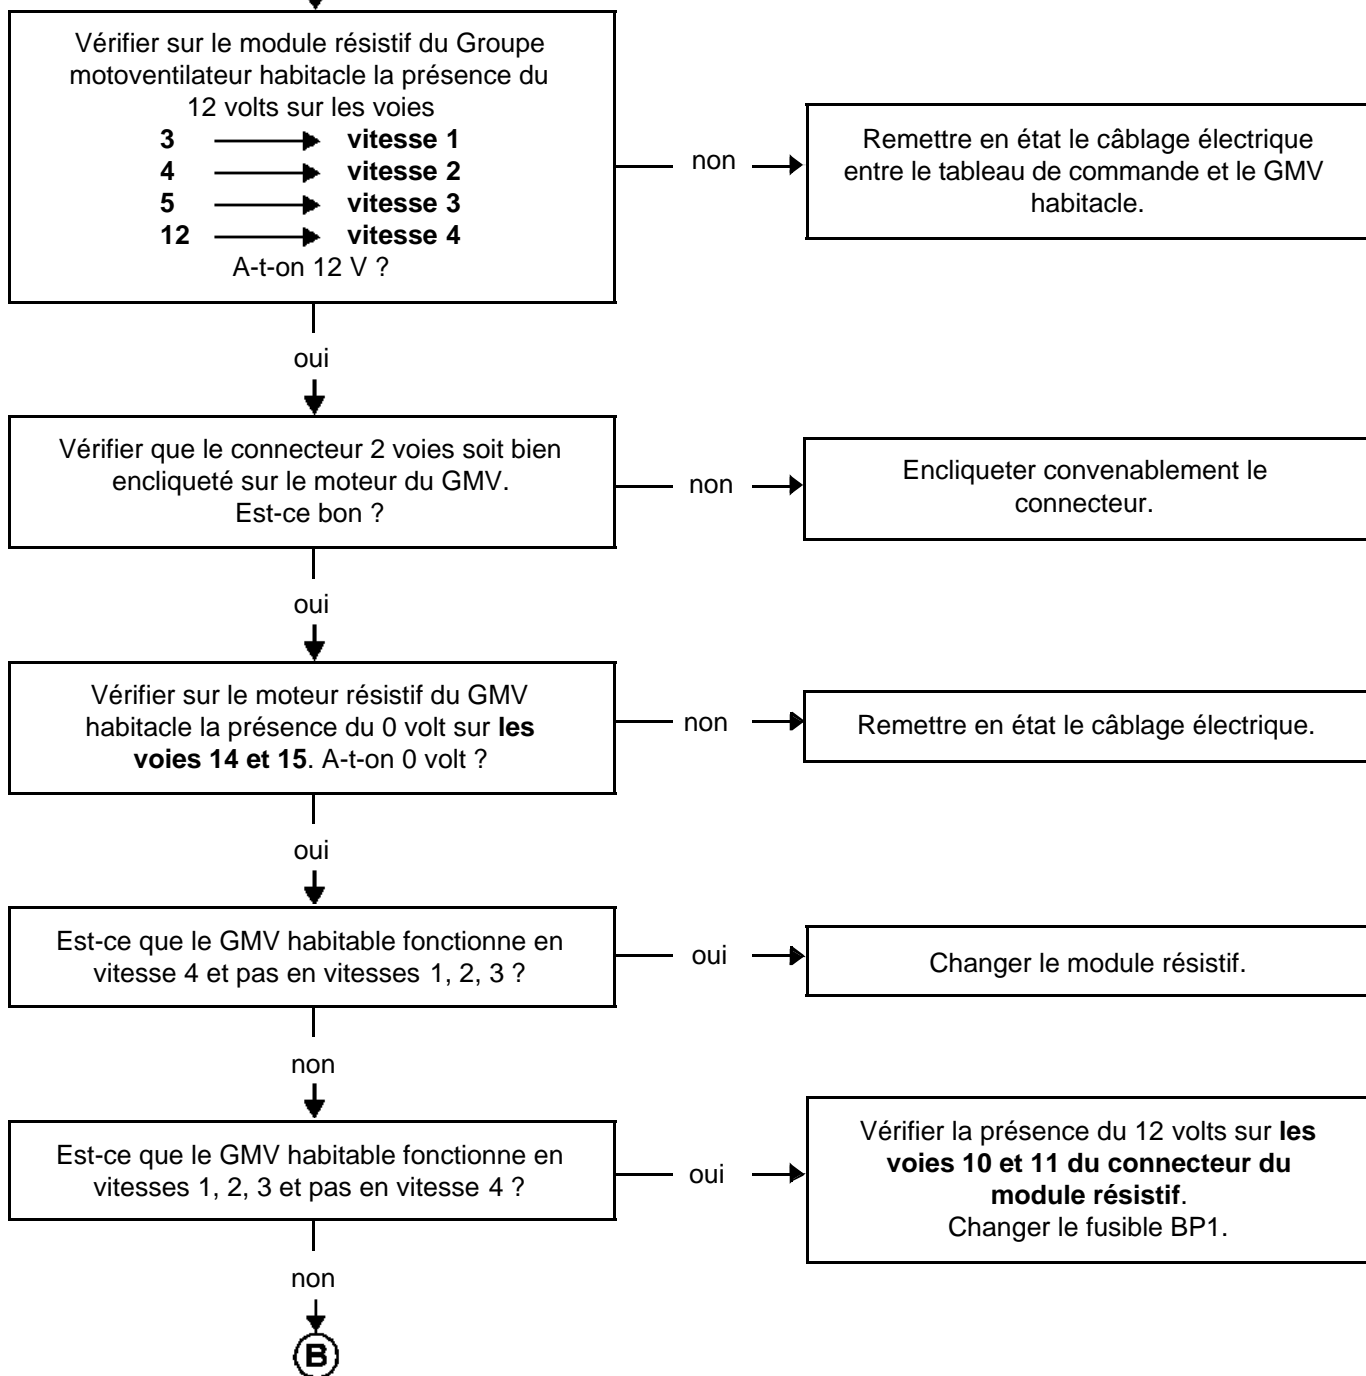 Vérifier sur le module résistif du Groupe
motoventilateur habitacle la présence du
12 volts sur les voies
3 vitesse 1
4 vitesse 2
5 vitesse 3
12 vitesse 4
A-t-on 12 V ?
non
Remettre en état le câblage électrique
entre le tableau de commande et le GMV
habitacle.
oui
Vérifier que le connecteur 2 voies soit bien
encliqueté sur le moteur du GMV.
Est-ce bon ?
non
Encliqueter convenablement le
connecteur.
oui
Vérifier sur le moteur résistif du GMV
habitacle la présence du 0 volt sur les
voies 14 et 15. A-t-on 0 volt ?
non
Remettre en état le câblage électrique.
oui
Est-ce que le GMV habitable fonctionne en
vitesse 4 et pas en vitesses 1, 2, 3 ?
oui
Changer le module résistif.
non
Est-ce que le GMV habitable fonctionne en
vitesses 1, 2, 3 et pas en vitesse 4 ?
oui
Vérifier la présence du 12 volts sur les
voies 10 et 11 du connecteur du
module résistif.
Changer le fusible BP1.
non
B